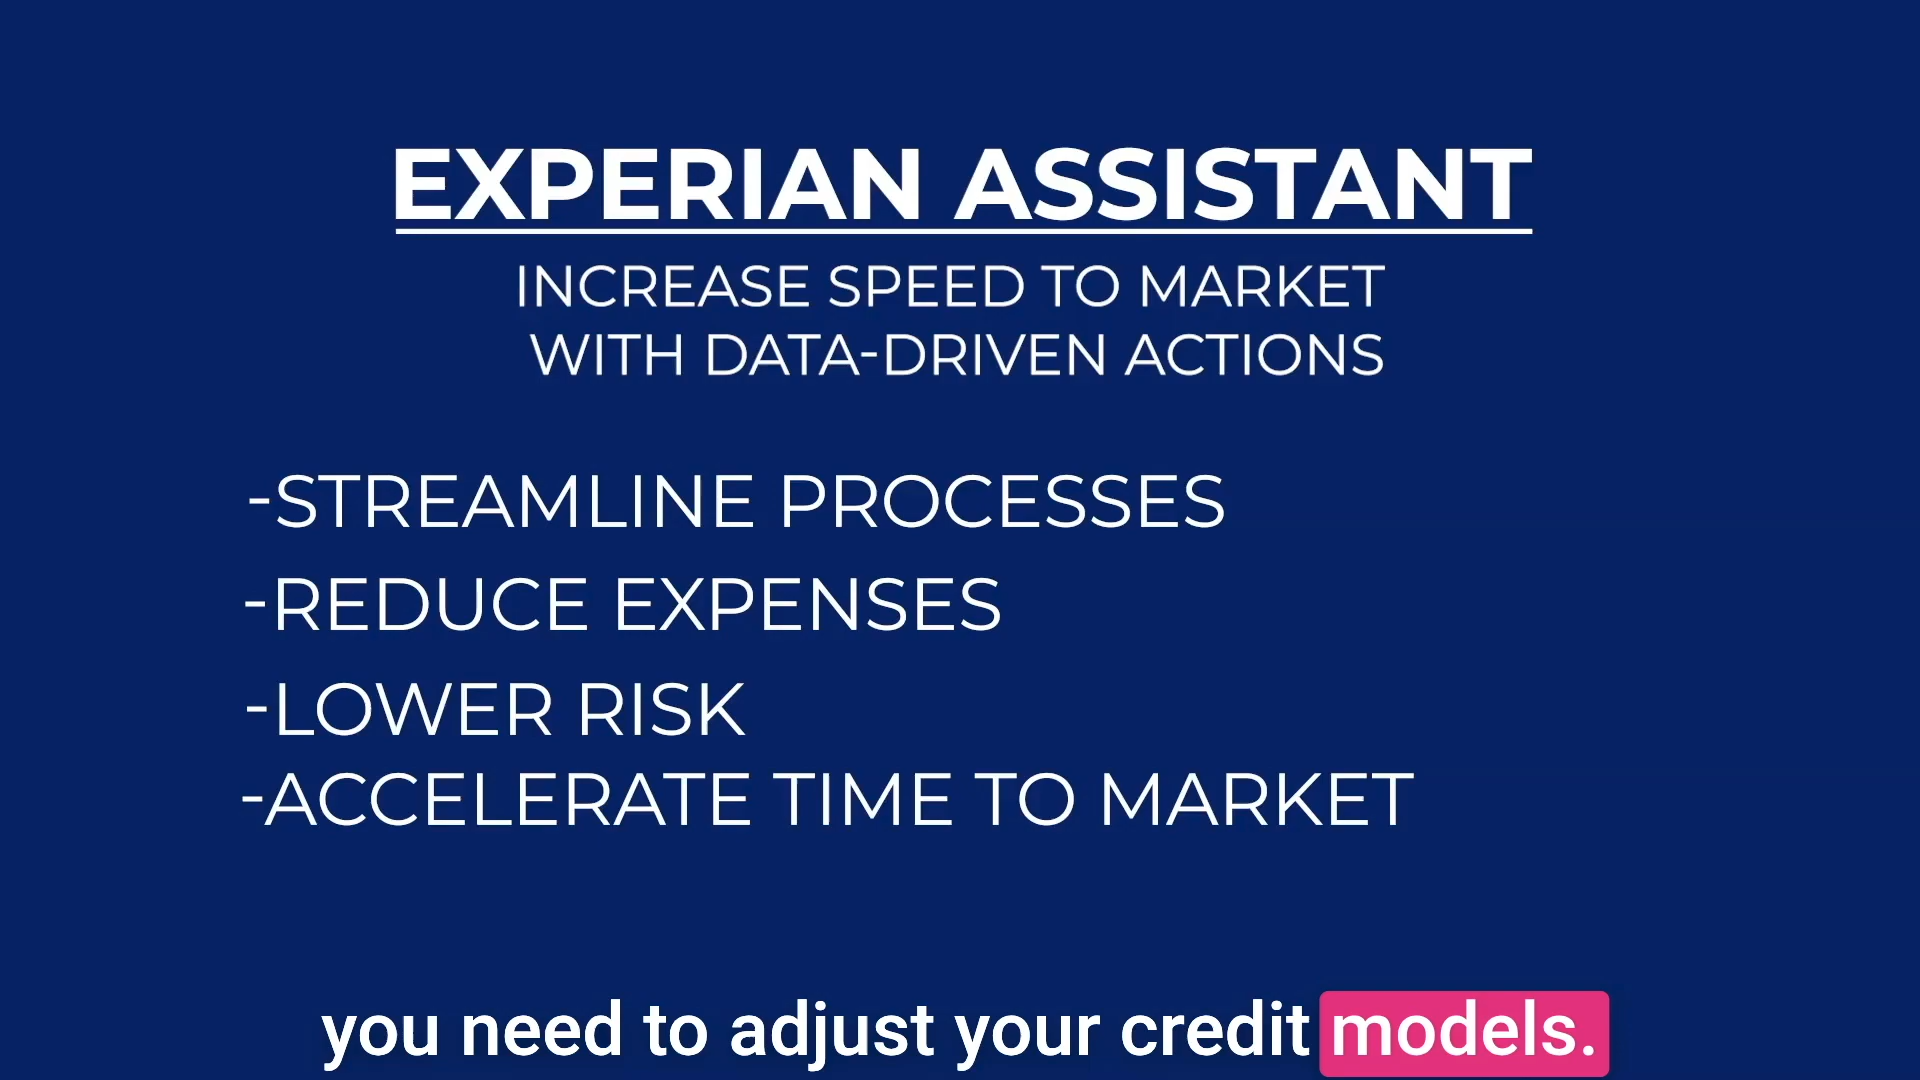 EXPERIAN ASSISTANT
INCREASE SPEED TO MARKET
WITH DATA-DRIVEN ACTIONS
-STREAMLINE PROCESSES
-REDUCE EXPENSES
-LOWER RISK
-ACCELERATE TIME TO MARKET
you need to adjust your credit models.